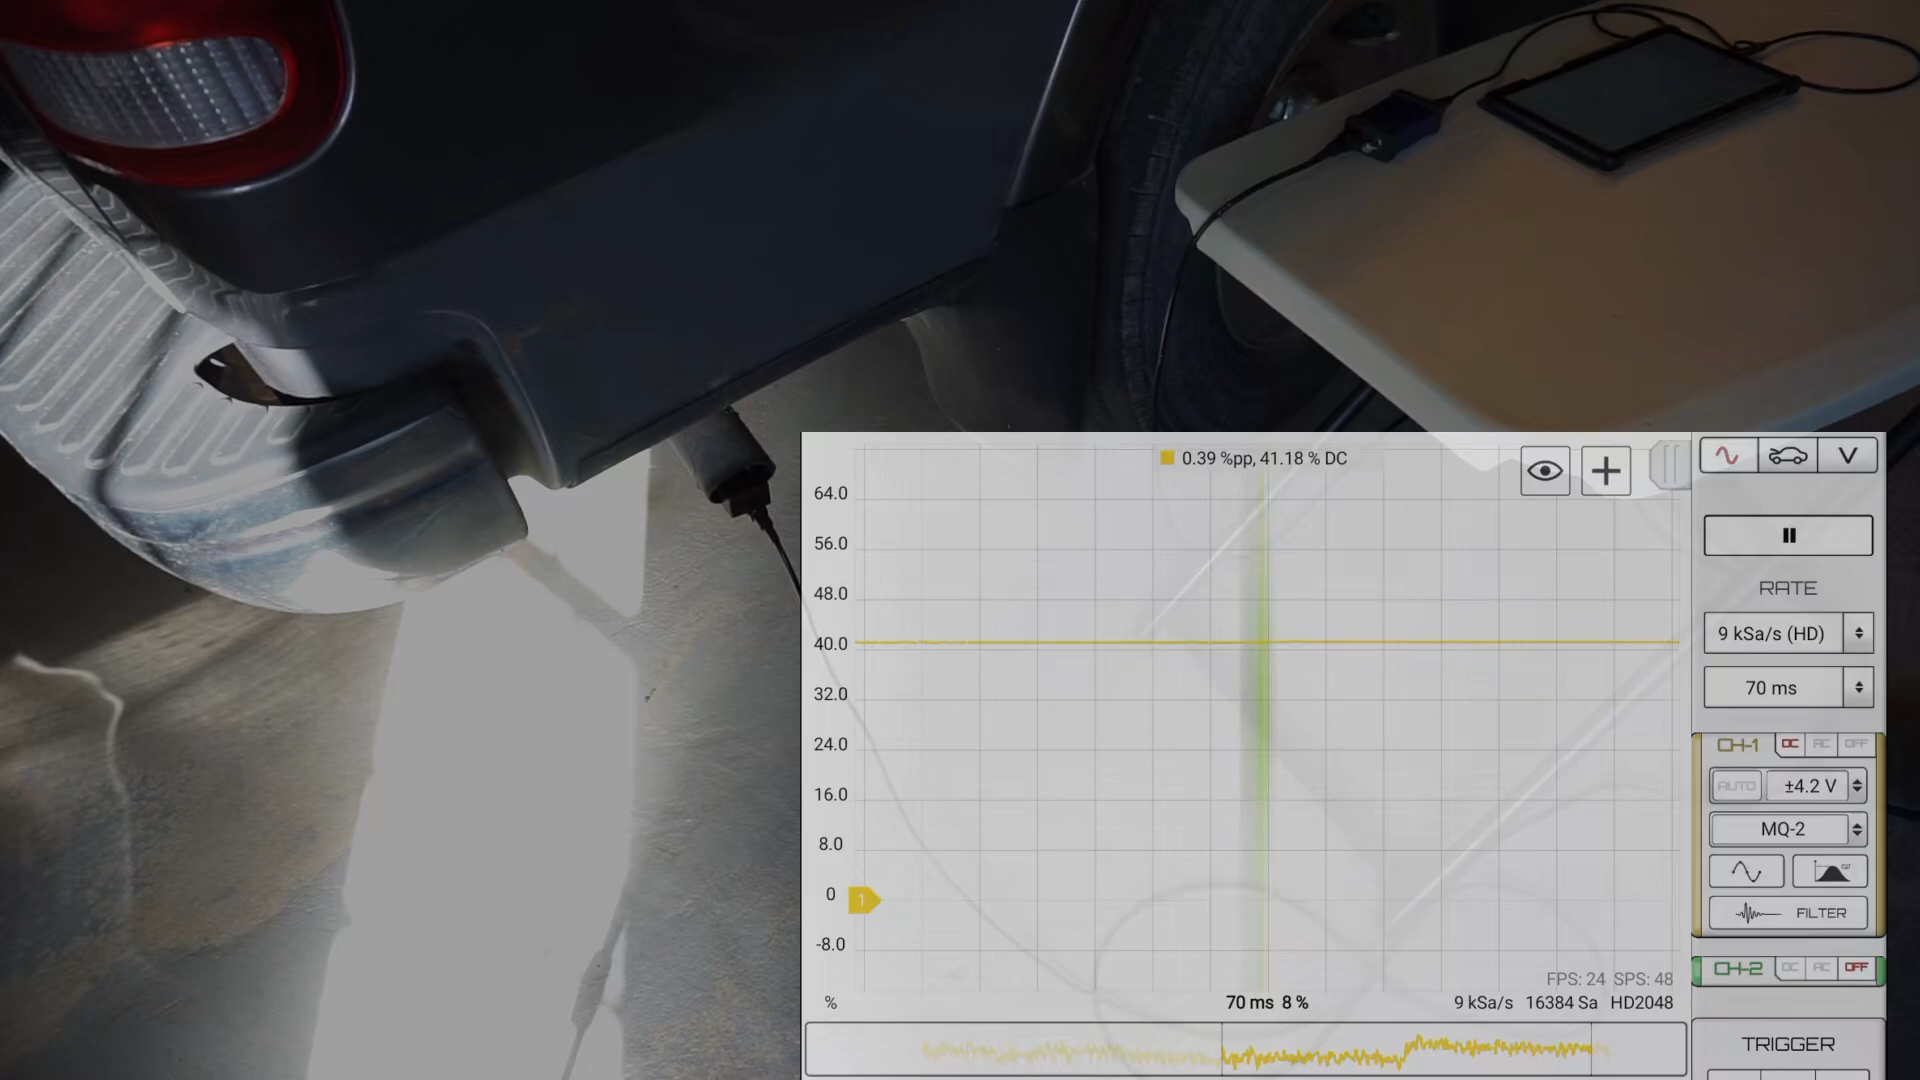 0.39 %pp, 41.18 % DC
V
64.0
56.0
48.0
40.0
32.0
24.0
16.0
8.0
0
-8.0
1
%
70 ms 8 %
FPS: 24 SPS: 48
9 kSa/s 16384 Sa HD2048
RATE
9 kSa/s (HD)
70 ms
CH-1 DC AC OFF
AUTO ±4.2 V
MQ-2
FILTER
CH-2 DC AC OFF
TRIGGER